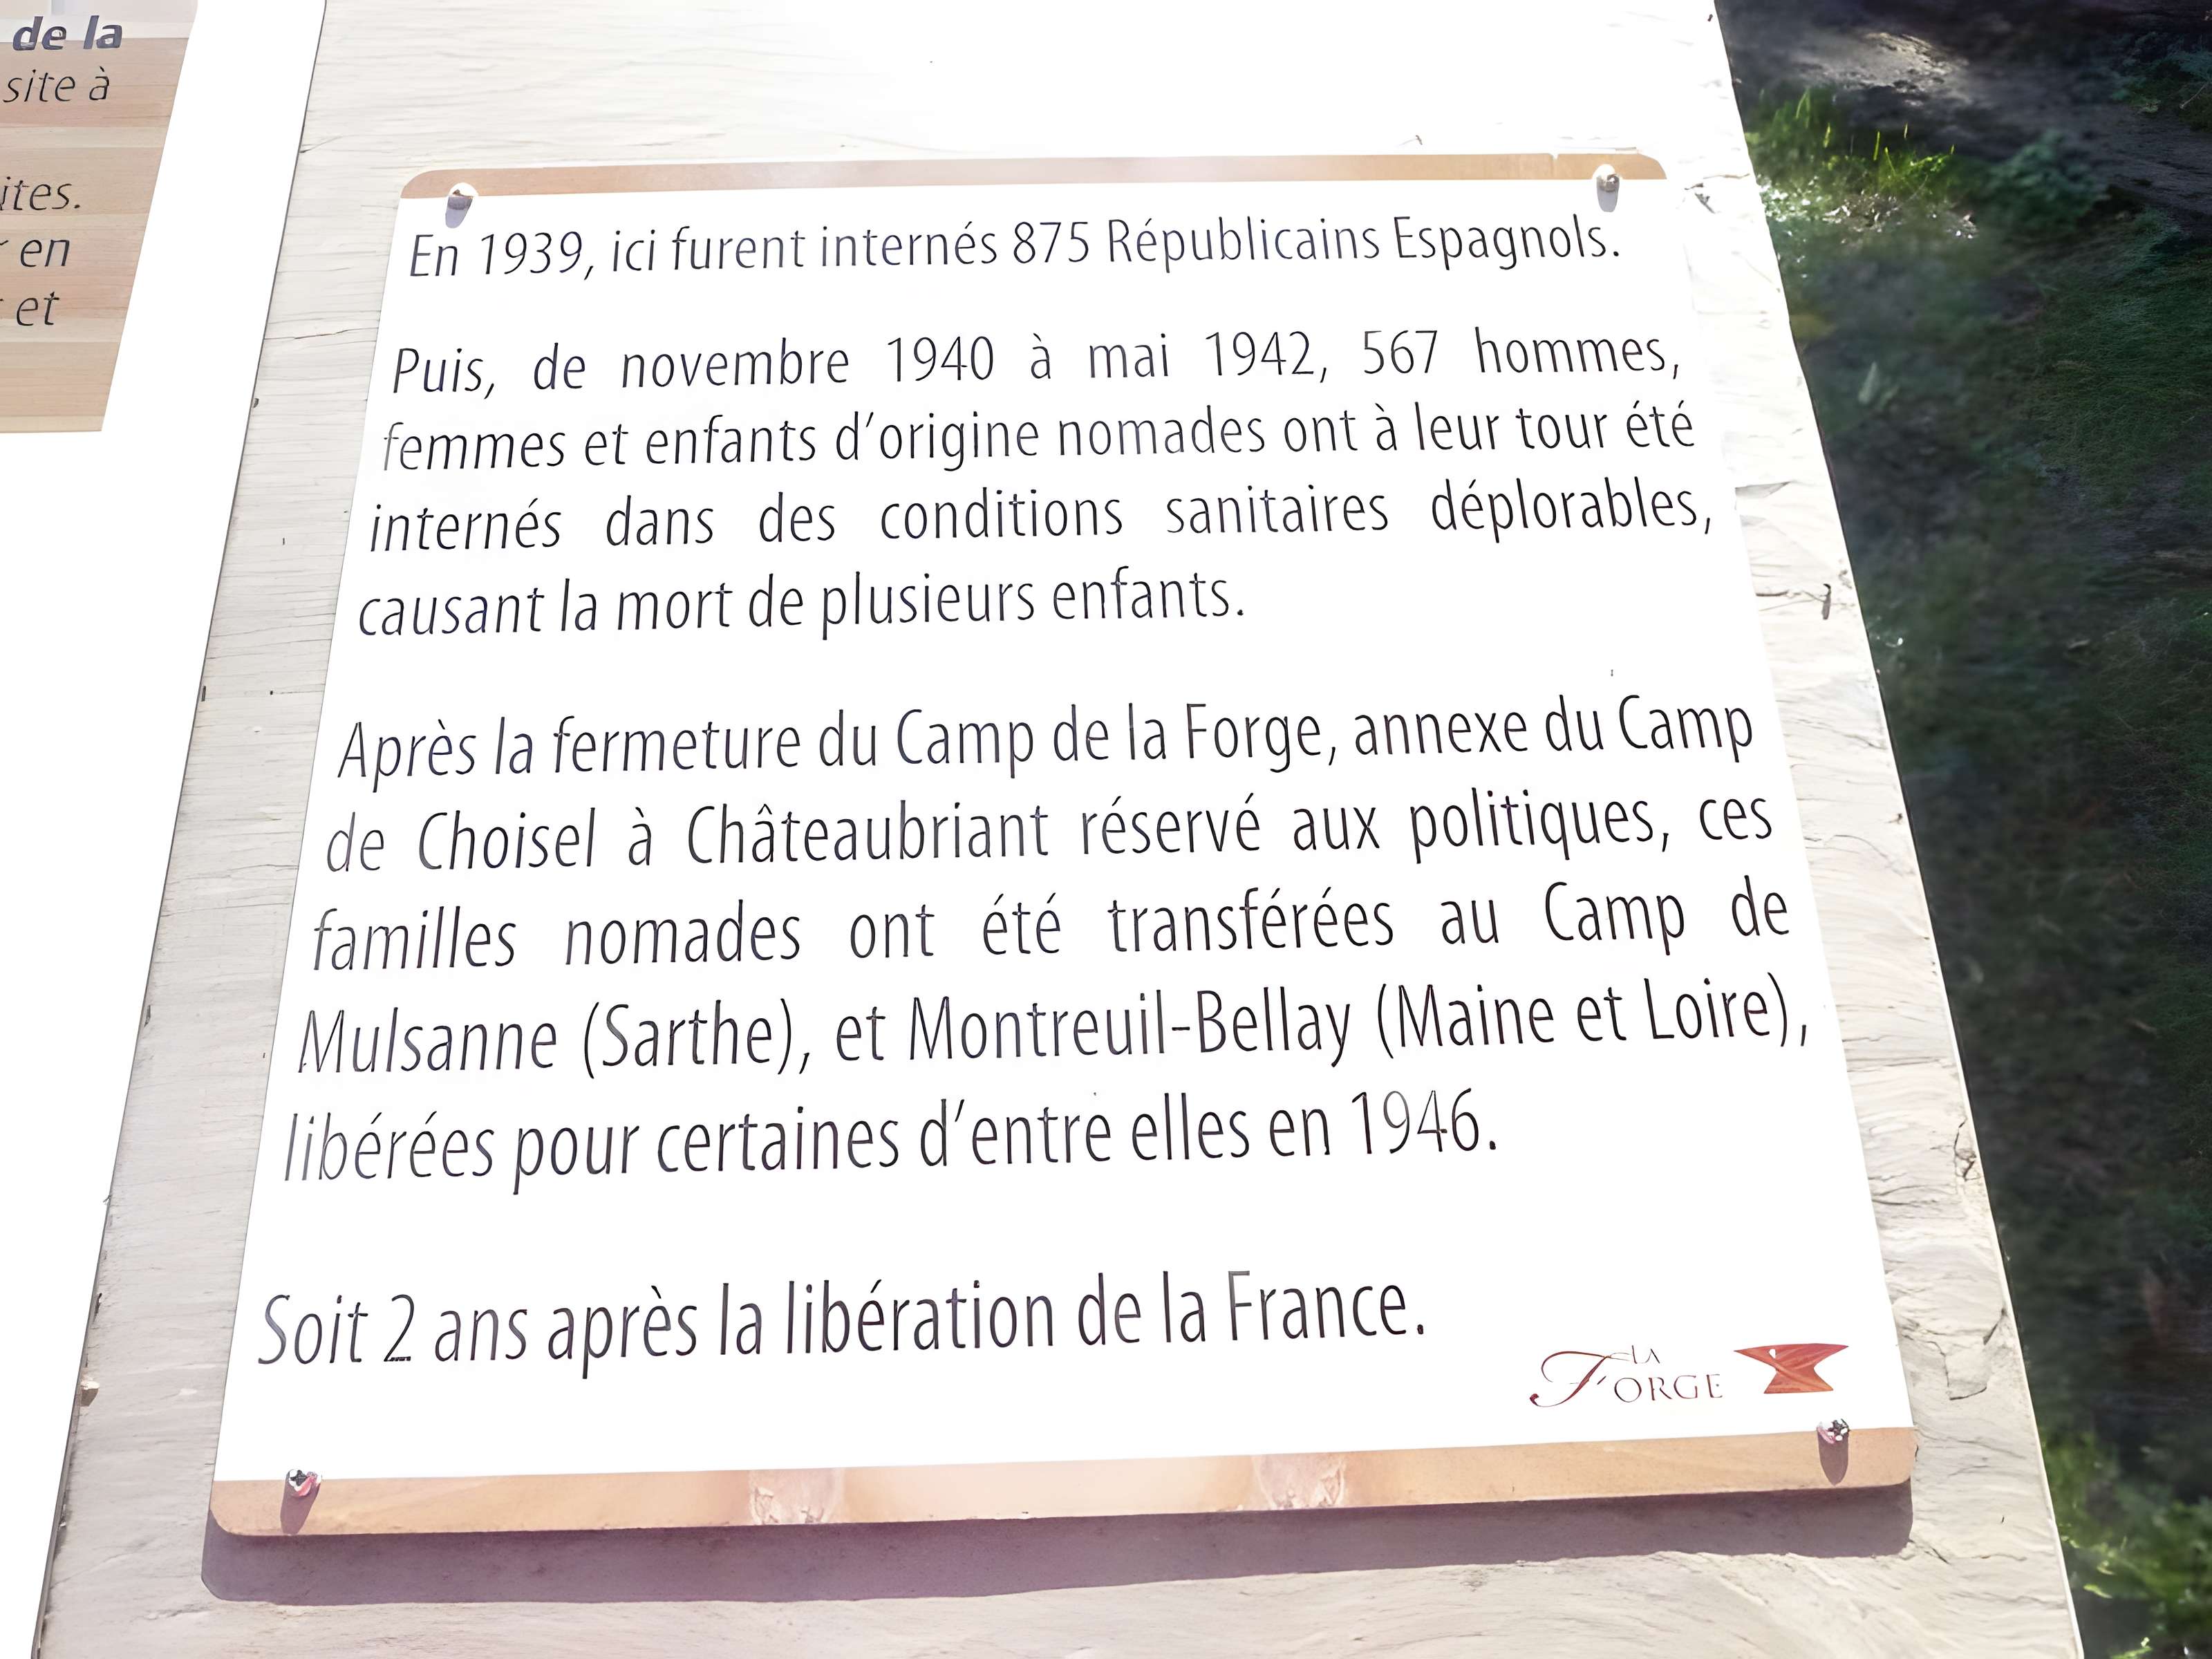 de la
site à
ites.
en
et
En 1939, ici furent internés 875 Républicains Espagnols.
Puis, de novembre 1940 à mai 1942, 567 hommes,
femmes et enfants d'origine nomades ont à leur tour été
internés dans des conditions sanitaires déplorables,
causant la mort de plusieurs enfants.
Après la fermeture du Camp de la Forge, annexe du Camp
de Choisel à Châteaubriant réservé aux politiques, ces
familles nomades ont été transférées au Camp de
Mulsanne (Sarthe), et Montreuil-Bellay (Maine et Loire),
libérées pour certaines d'entre elles en 1946.
Soit 2 ans après la libération de la France.
LA
FORGE